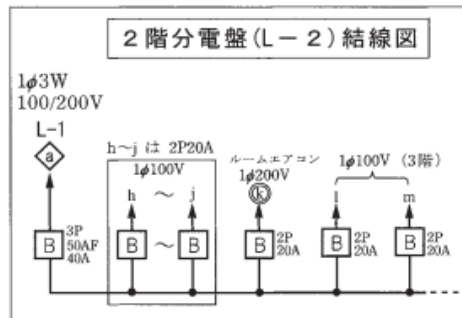 2階分電盤(L-2)結線図
1φ3W
100/200V
L-1
a
h～j は 2P20A
1φ100V
h ～ j
ルームエアコン
1φ200V
k
1φ100V (3階)
l
m
B
3P
50AF
40A
B ～ B
B
2P
20A
B
2P
20A
B
2P
20A